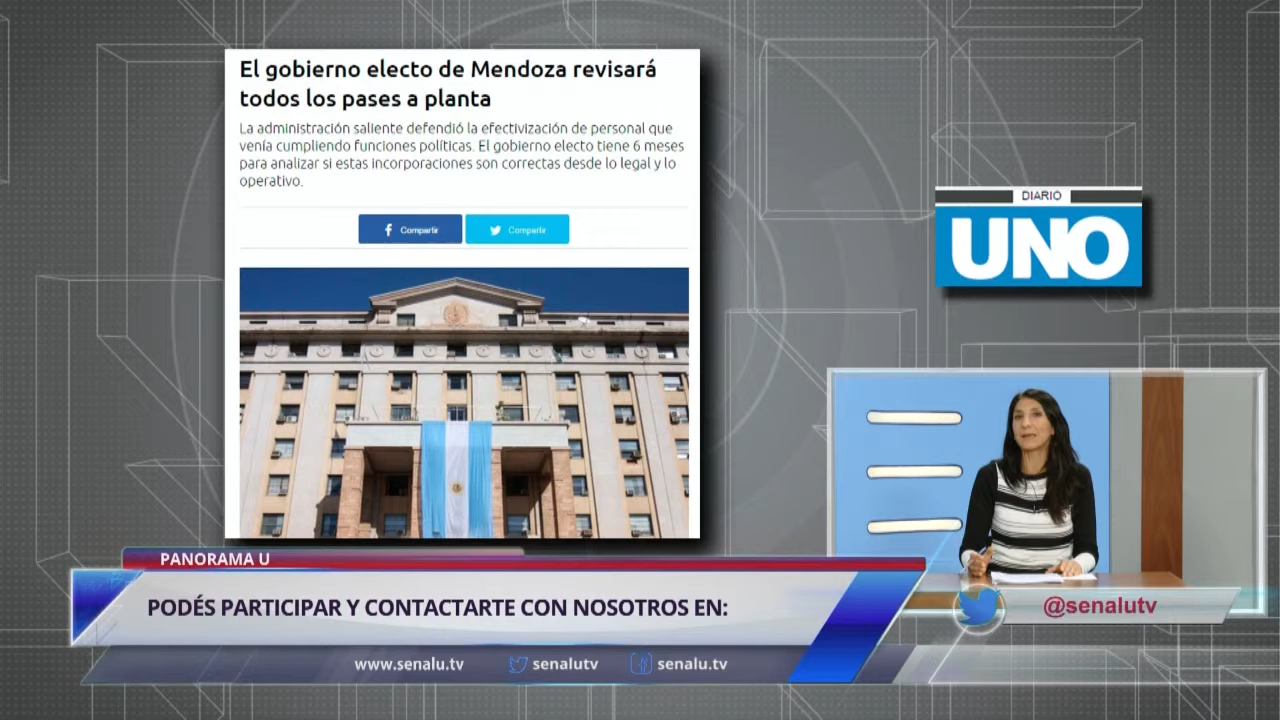 El gobierno electo de Mendoza revisará
todos los pases a planta
La administración saliente defendió la efectivización de personal que
venía cumpliendo funciones políticas. El gobierno electo tiene 6 meses
para analizar si estas incorporaciones son correctas desde lo legal y lo
operativo.
Compartir Compartir
DIARIO
UNO
PANORAMA U
PODÉS PARTICIPAR Y CONTACTARTE CON NOSOTROS EN:
@senalutv
www.senalu.tv senalutv senalu.tv